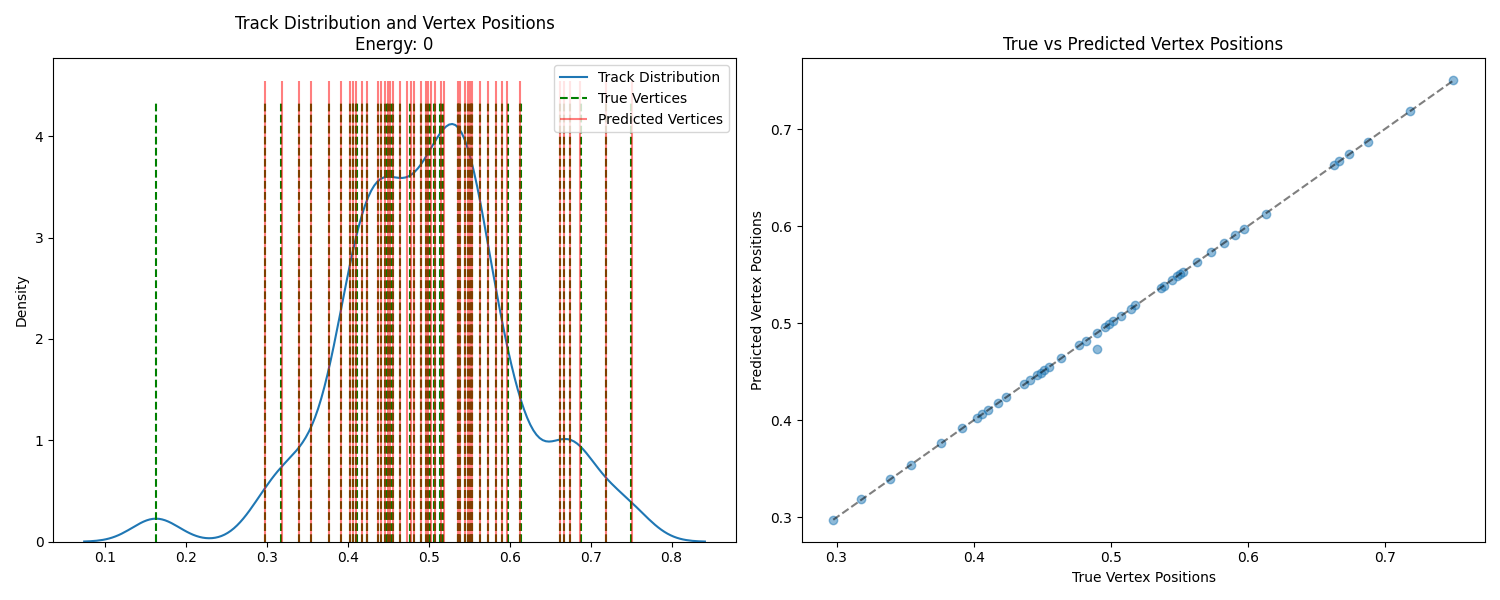 Track Distribution and Vertex Positions
Energy: 0
Track Distribution
True Vertices
Predicted Vertices
Density
4
3
2
1
0
0.1 0.2 0.3 0.4 0.5 0.6 0.7 0.8
True vs Predicted Vertex Positions
Predicted Vertex Positions
0.7
0.6
0.5
0.4
0.3
0.3 0.4 0.5 0.6 0.7
True Vertex Positions